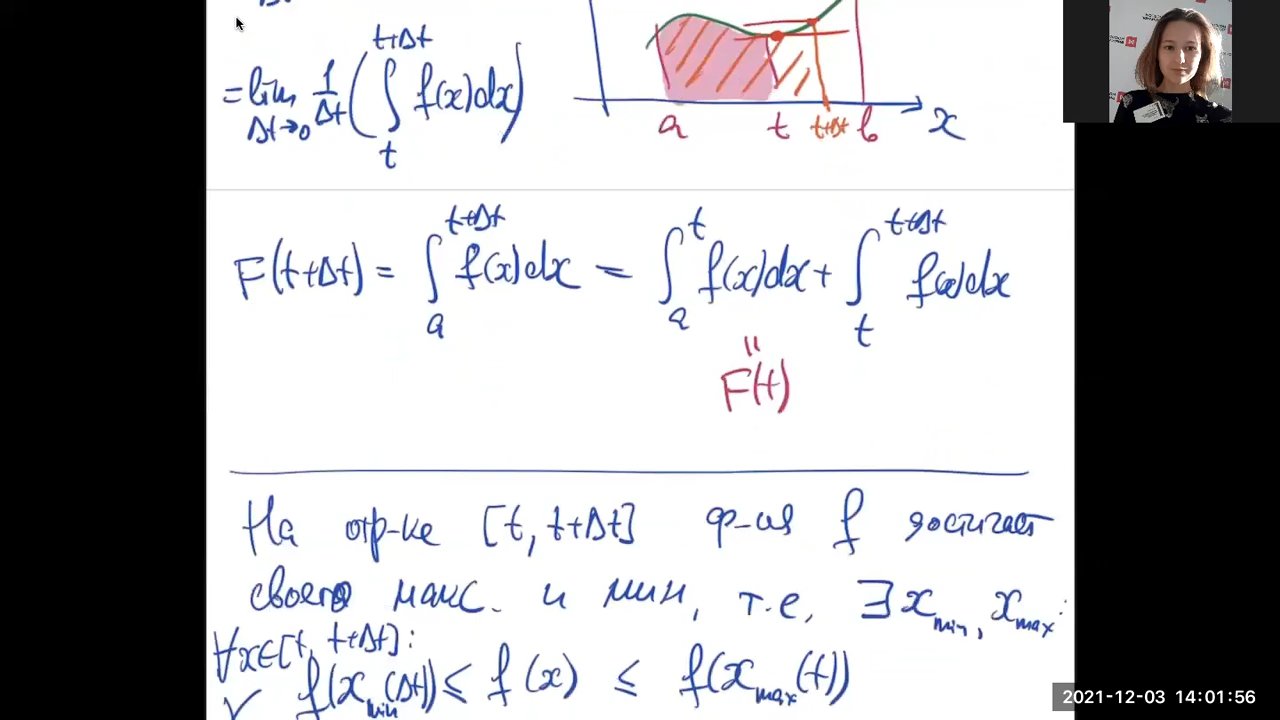 = lim Δt→0 1/Δt ( ∫_t^{t+Δt} f(x)dx )
a t t+Δt b x
F(t+Δt) = ∫_a^{t+Δt} f(x)dx = ∫_a^t f(x)dx + ∫_t^{t+Δt} f(x)dx
=
F(t)
На отр-ке [t, t+Δt] ф-ия f достигает
своего макс. и мин, т.е, ∃ x_min, x_max:
∀x∈[t, t+Δt]:
f(x_min(Δt)) ≤ f(x) ≤ f(x_max(t))
2021-12-03 14:01:56